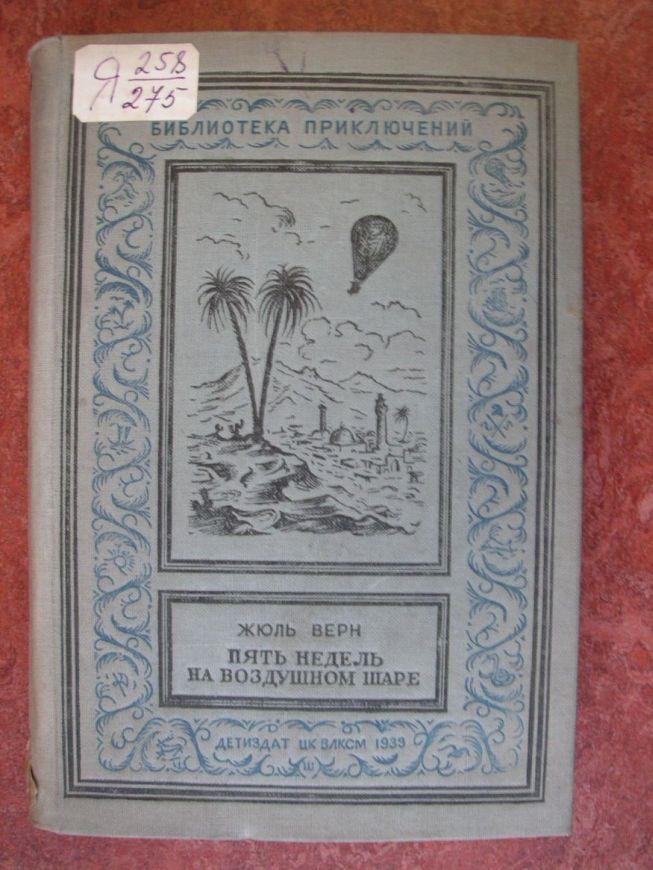 Я 258
275
БИБЛИОТЕКА ПРИКЛЮЧЕНИЙ
ЖЮЛЬ ВЕРН
ПЯТЬ НЕДЕЛЬ
НА ВОЗДУШНОМ ШАРЕ
ДЕТИЗДАТ ЦК ВЛКСМ 1939
Ш